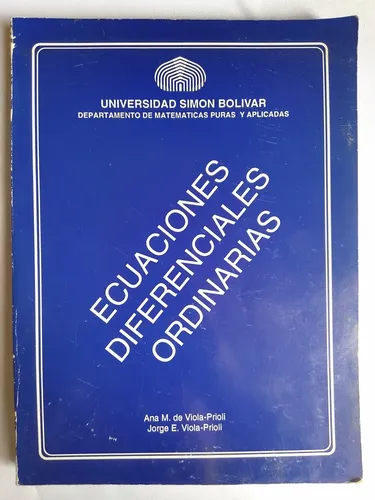 UNIVERSIDAD SIMON BOLIVAR
DEPARTAMENTO DE MATEMATICAS PURAS Y APLICADAS
ECUACIONES
DIFERENCIALES
ORDINARIAS
Ana M. de Viola-Prioli
Jorge E. Viola-Prioli